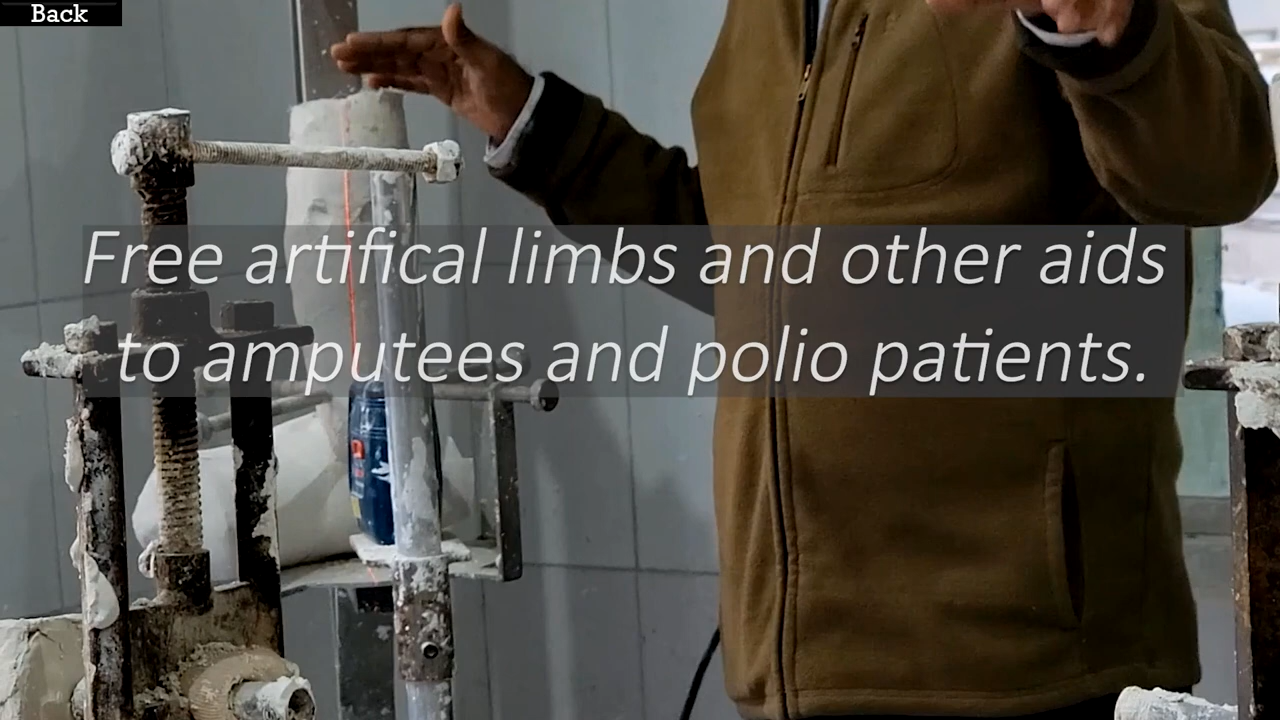 Back
Free artifical limbs and other aids
to amputees and polio patients.